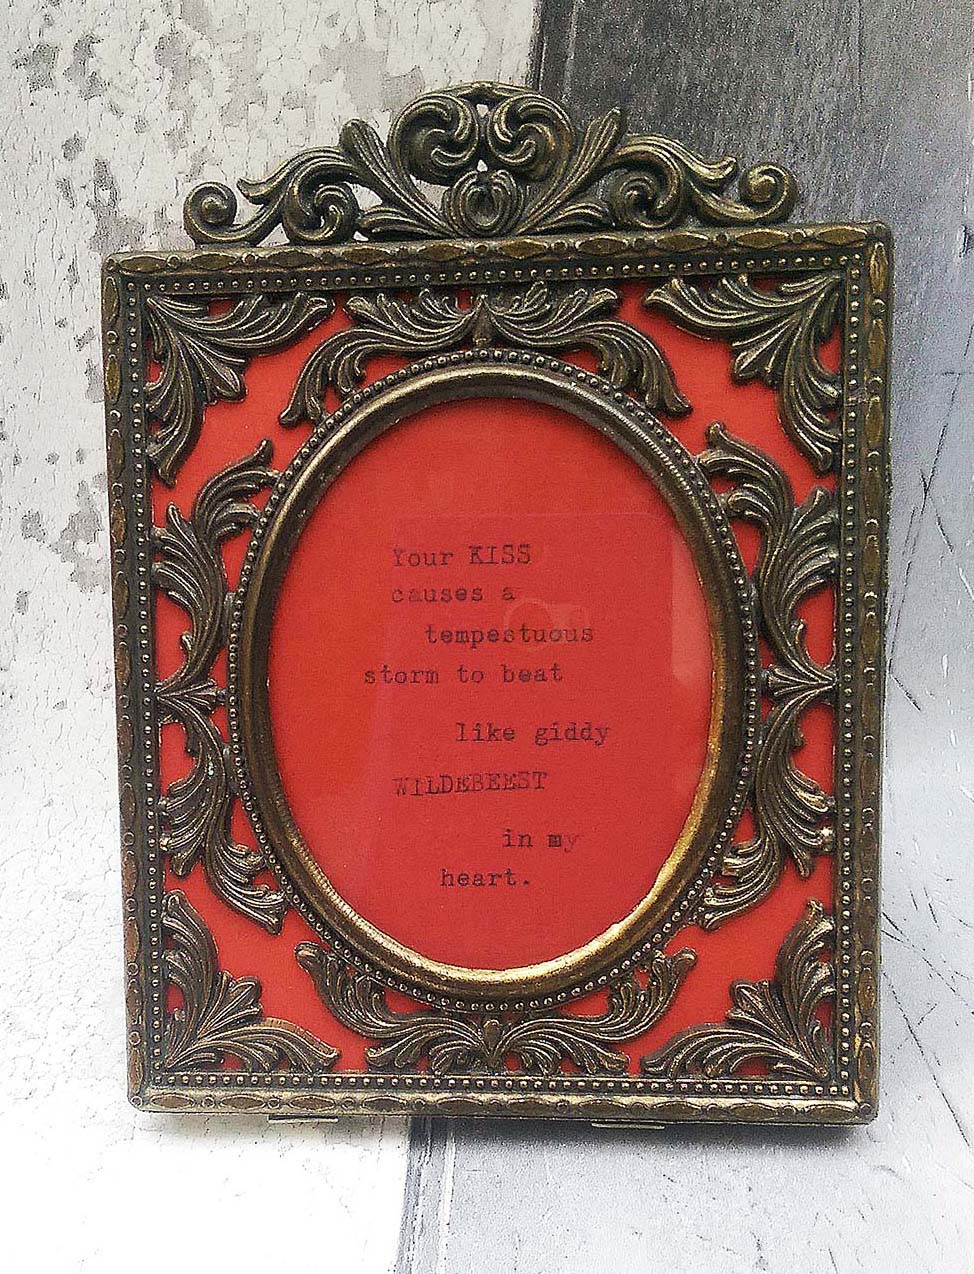 Your KISS
causes a
tempestuous
storm to beat
like giddy
WILDEBEEST
in my
heart.